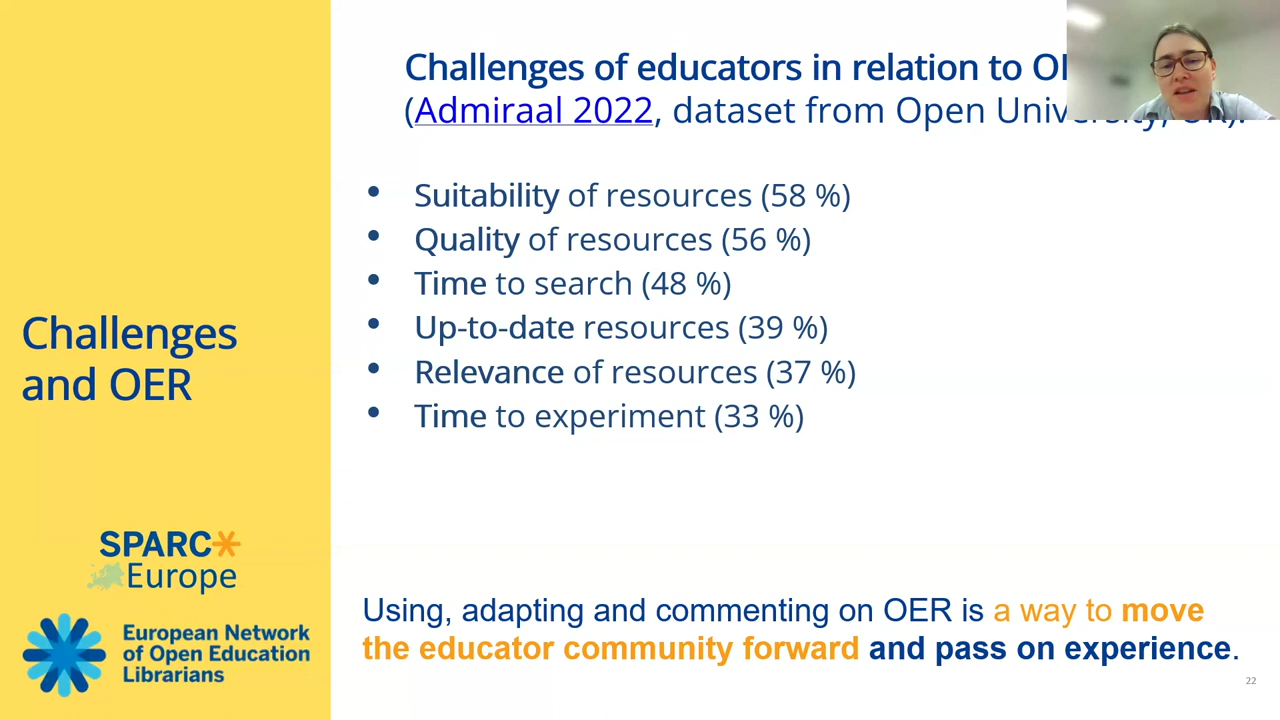 Challenges of educators in relation to
(Admiraal 2022, dataset from Open University,
• Suitability of resources (58 %)
• Quality of resources (56 %)
• Time to search (48 %)
• Up-to-date resources (39 %)
• Relevance of resources (37 %)
• Time to experiment (33 %)
Challenges
and OER
SPARC
Europe
European Network
of Open Education
Librarians
Using, adapting and commenting on OER is a way to move
the educator community forward and pass on experience.
22